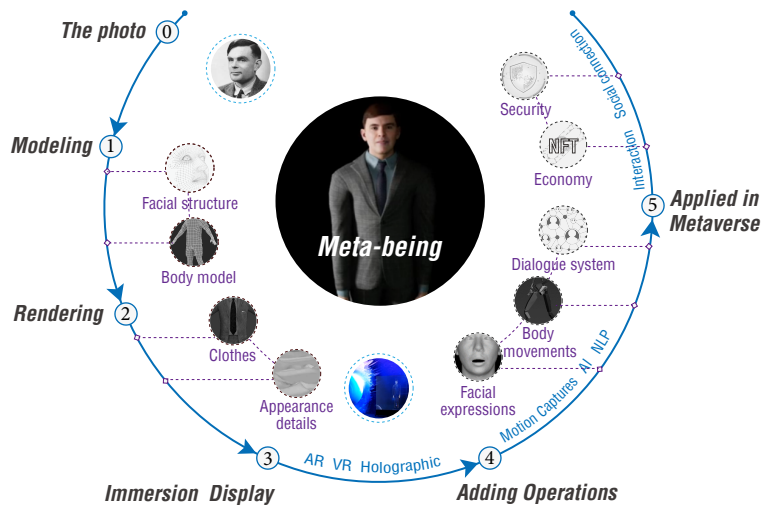 The photo
0
Modeling
1
Facial structure
Body model
Rendering
2
Clothes
Appearance
details
3
Immersion Display
AR VR Holographic
4
Adding Operations
Motion Captures AI NLP
Facial
expressions
Body
movements
Dialogue system
5
Applied in
Metaverse
Interaction Social connection
NFT
Economy
Security
Meta-being